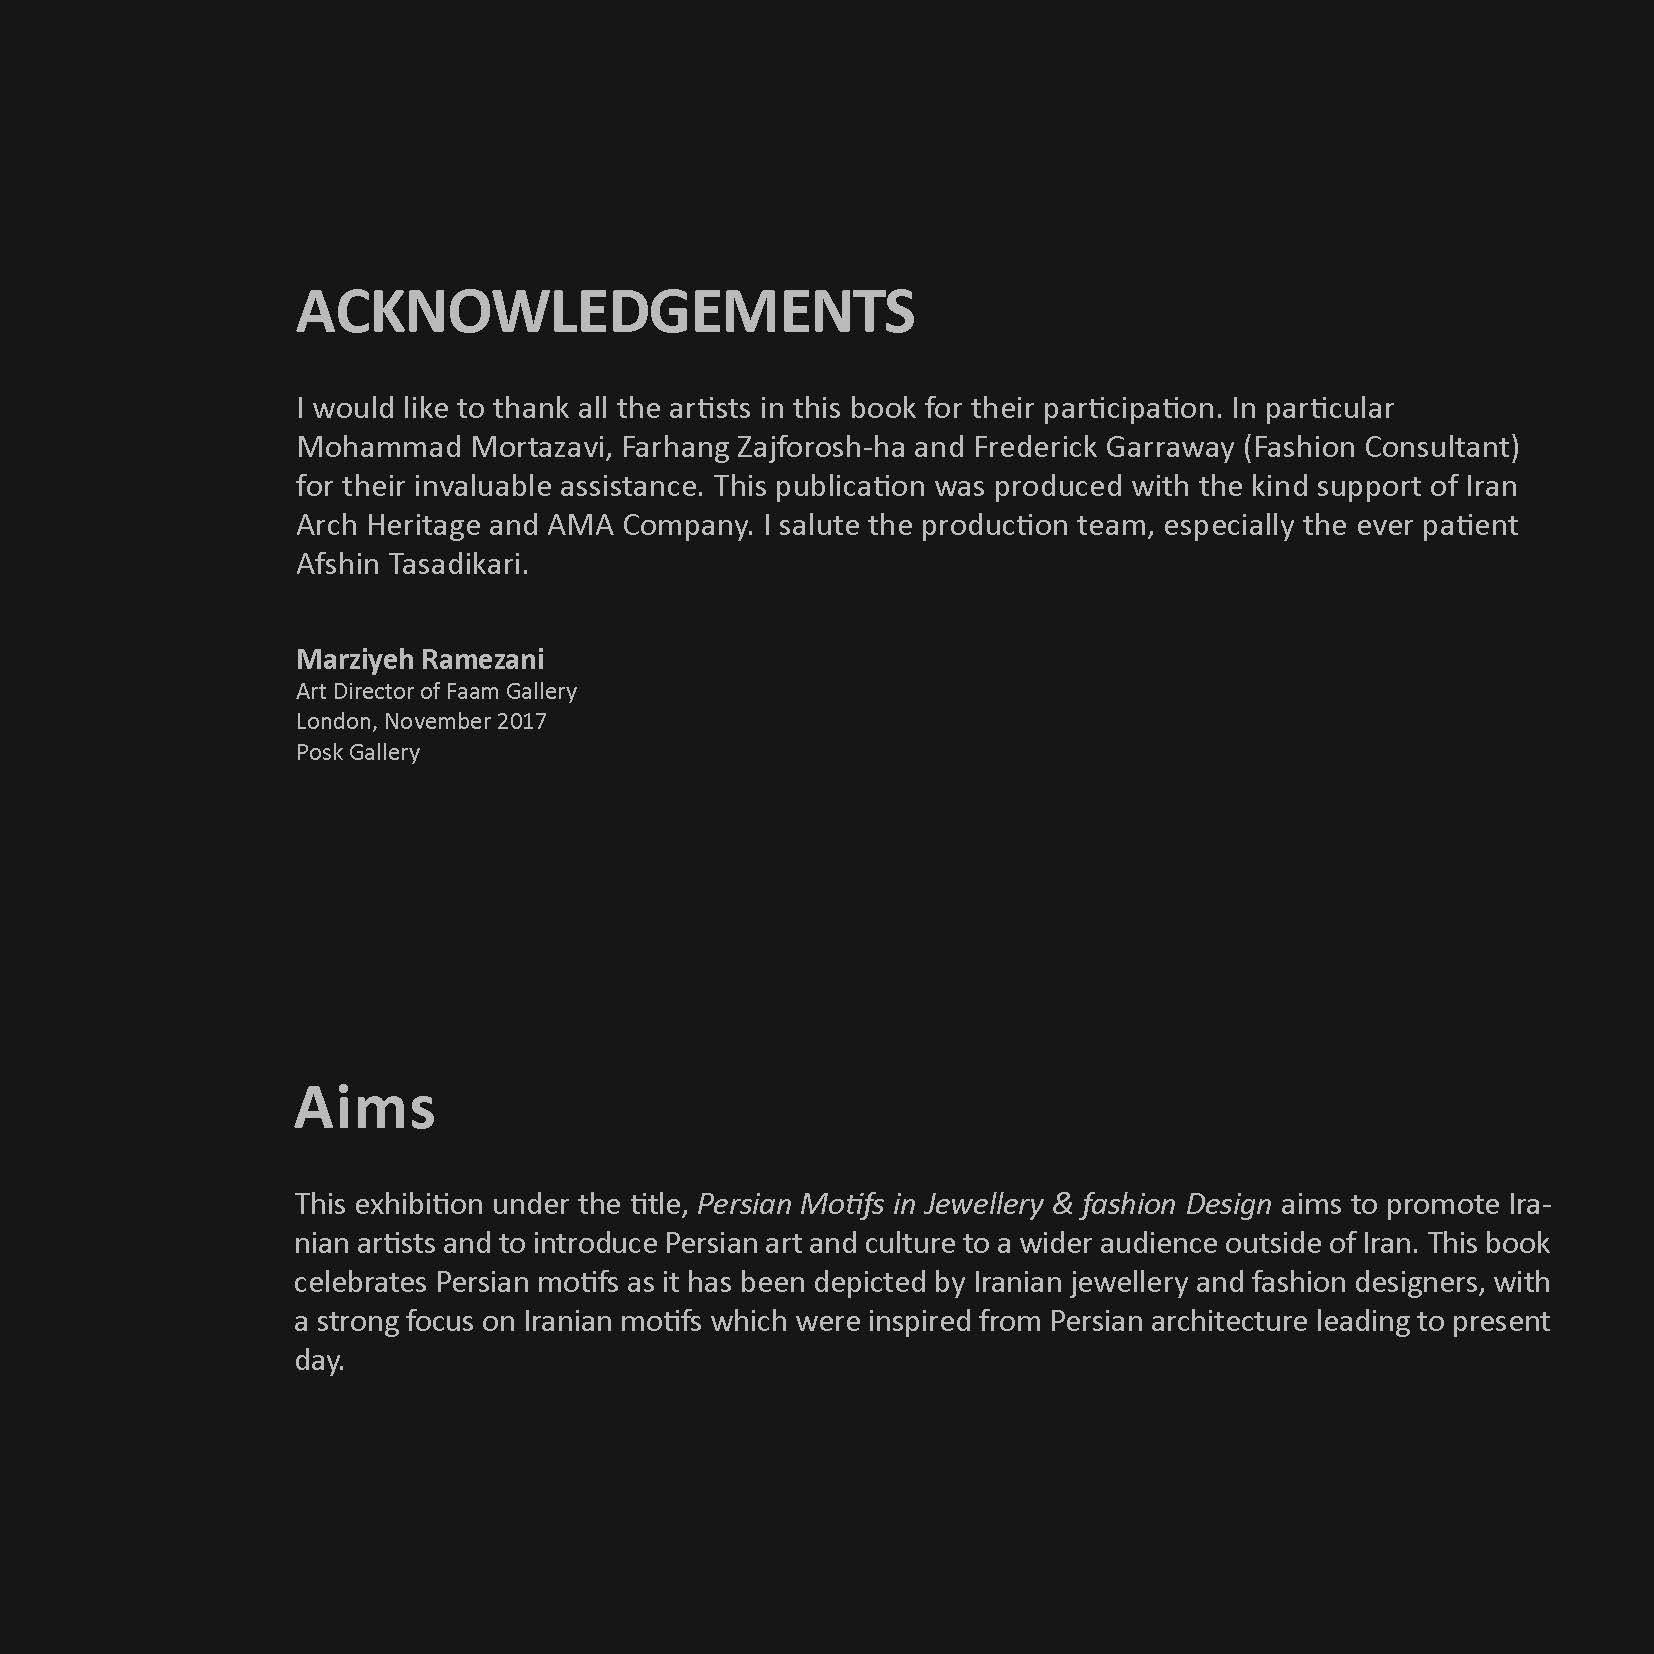 ACKNOWLEDGEMENTS
I would like to thank all the artists in this book for their participation. In particular
Mohammad Mortazavi, Farhang Zajforosh-ha and Frederick Garraway (Fashion Consultant)
for their invaluable assistance. This publication was produced with the kind support of Iran
Arch Heritage and AMA Company. I salute the production team, especially the ever patient
Afshin Tasadikari.
Marziyeh Ramezani
Art Director of Faam Gallery
London, November 2017
Posk Gallery
Aims
This exhibition under the title, Persian Motifs in Jewellery & fashion Design aims to promote Ira-
nian artists and to introduce Persian art and culture to a wider audience outside of Iran. This book
celebrates Persian motifs as it has been depicted by Iranian jewellery and fashion designers, with
a strong focus on Iranian motifs which were inspired from Persian architecture leading to present
day.